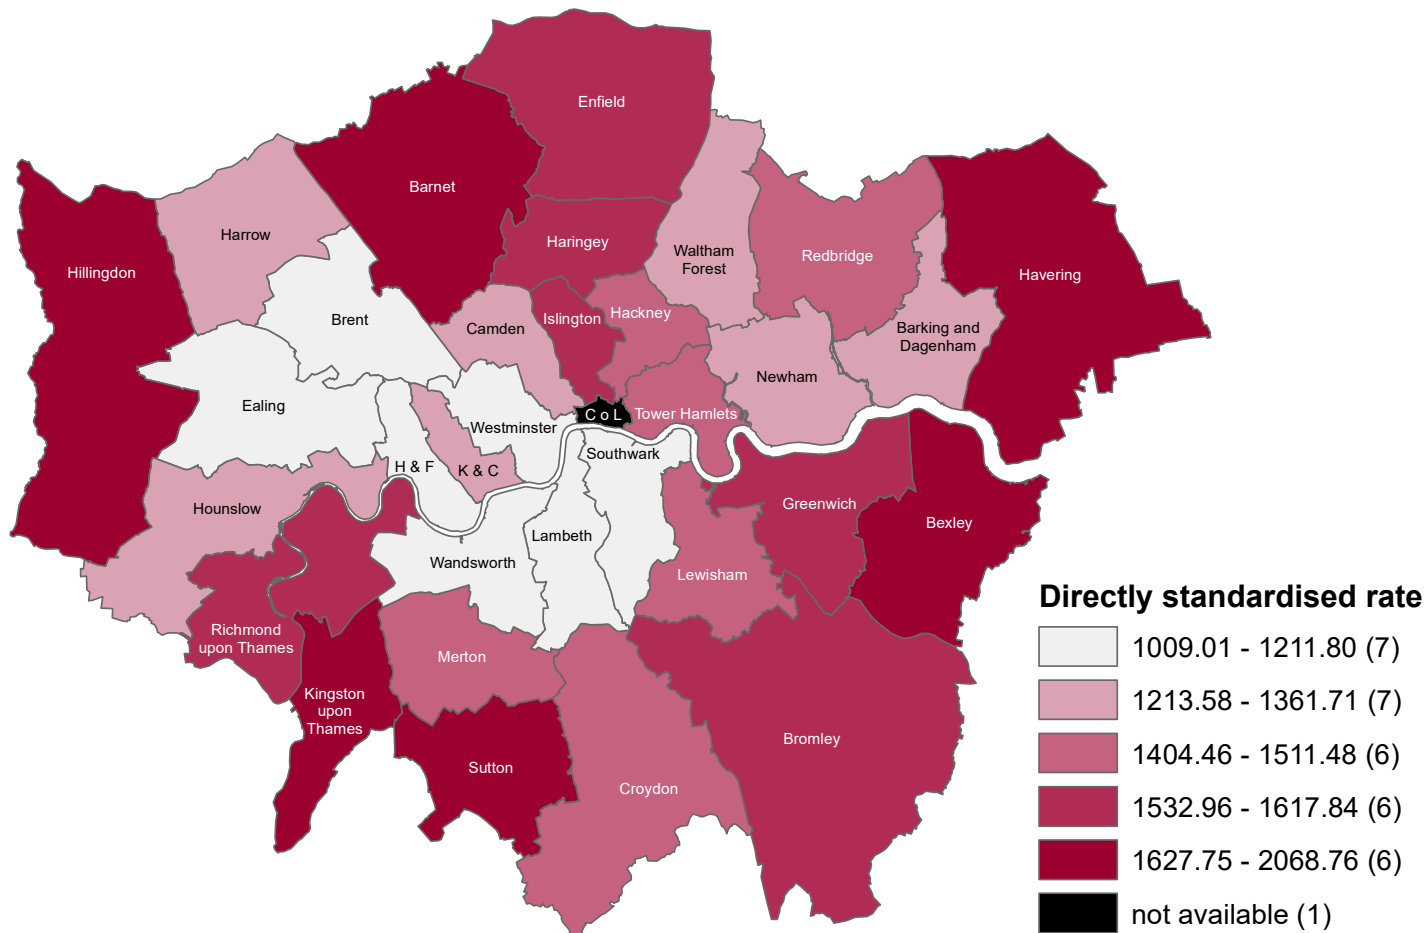 Enfield
Barnet
Harrow
Haringey
Waltham
Forest
Redbridge
Hillingdon
Havering
Brent
Camden
Islington
Hackney
Barking and
Dagenham
Newham
Ealing
Westminster
C o L
Tower Hamlets
H & F
K & C
Southwark
Hounslow
Greenwich
Bexley
Wandsworth
Lambeth
Lewisham
Richmond
upon Thames
Merton
Kingston
upon
Thames
Sutton
Croydon
Bromley
Directly standardised rate
1009.01 - 1211.80 (7)
1213.58 - 1361.71 (7)
1404.46 - 1511.48 (6)
1532.96 - 1617.84 (6)
1627.75 - 2068.76 (6)
not available (1)